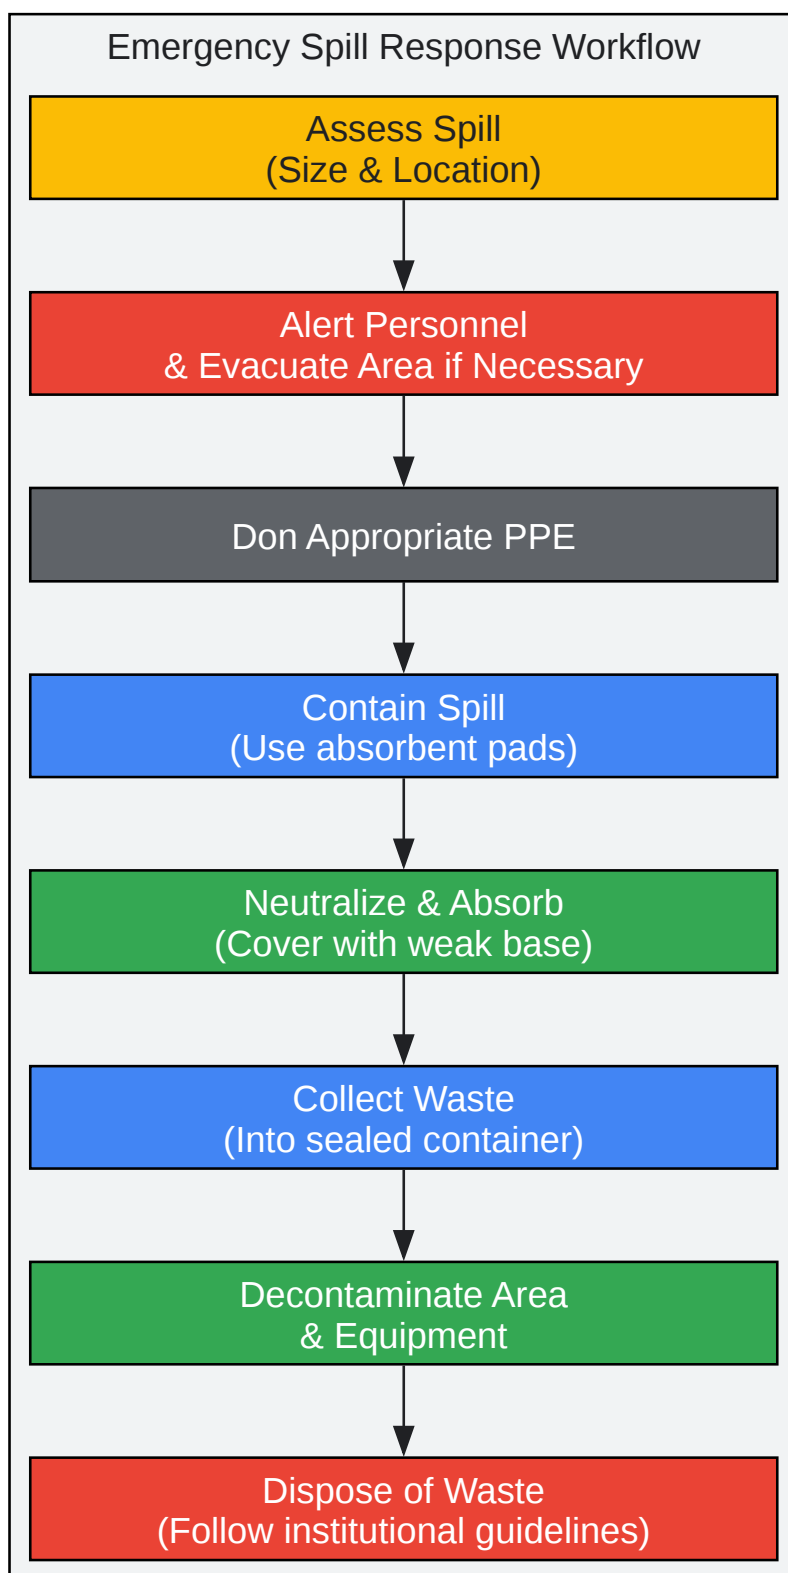 Emergency Spill Response Workflow
Assess Spill
(Size & Location)
Alert Personnel
& Evacuate Area if Necessary
Don Appropriate PPE
Contain Spill
(Use absorbent pads)
Neutralize & Absorb
(Cover with weak base)
Collect Waste
(Into sealed container)
Decontaminate Area
& Equipment
Dispose of Waste
(Follow institutional guidelines)